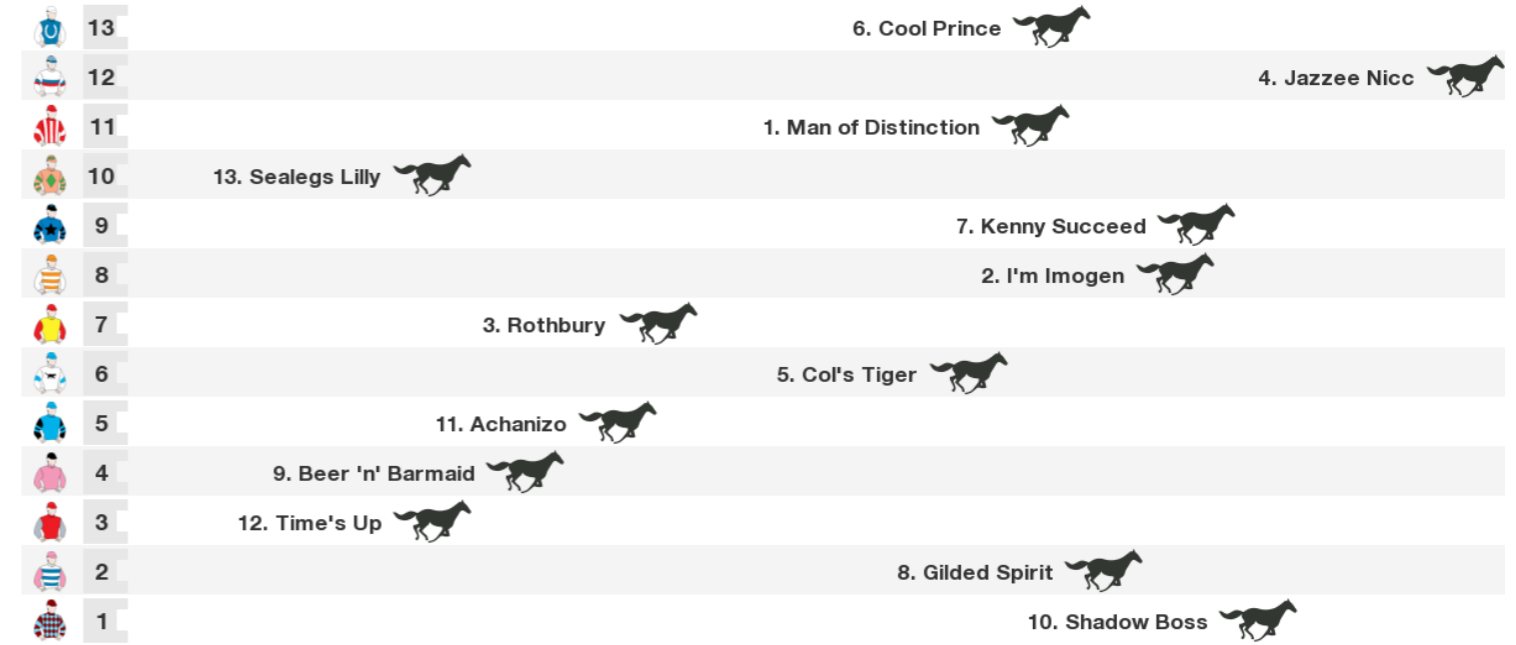 13 6. Cool Prince
12 4. Jazzee Nicc
11 1. Man of Distinction
10 13. Sealegs Lilly
9 7. Kenny Succeed
8 2. I'm Imogen
7 3. Rothbury
6 5. Col's Tiger
5 11. Achanizo
4 9. Beer 'n' Barmaid
3 12. Time's Up
2 8. Gilded Spirit
1 10. Shadow Boss